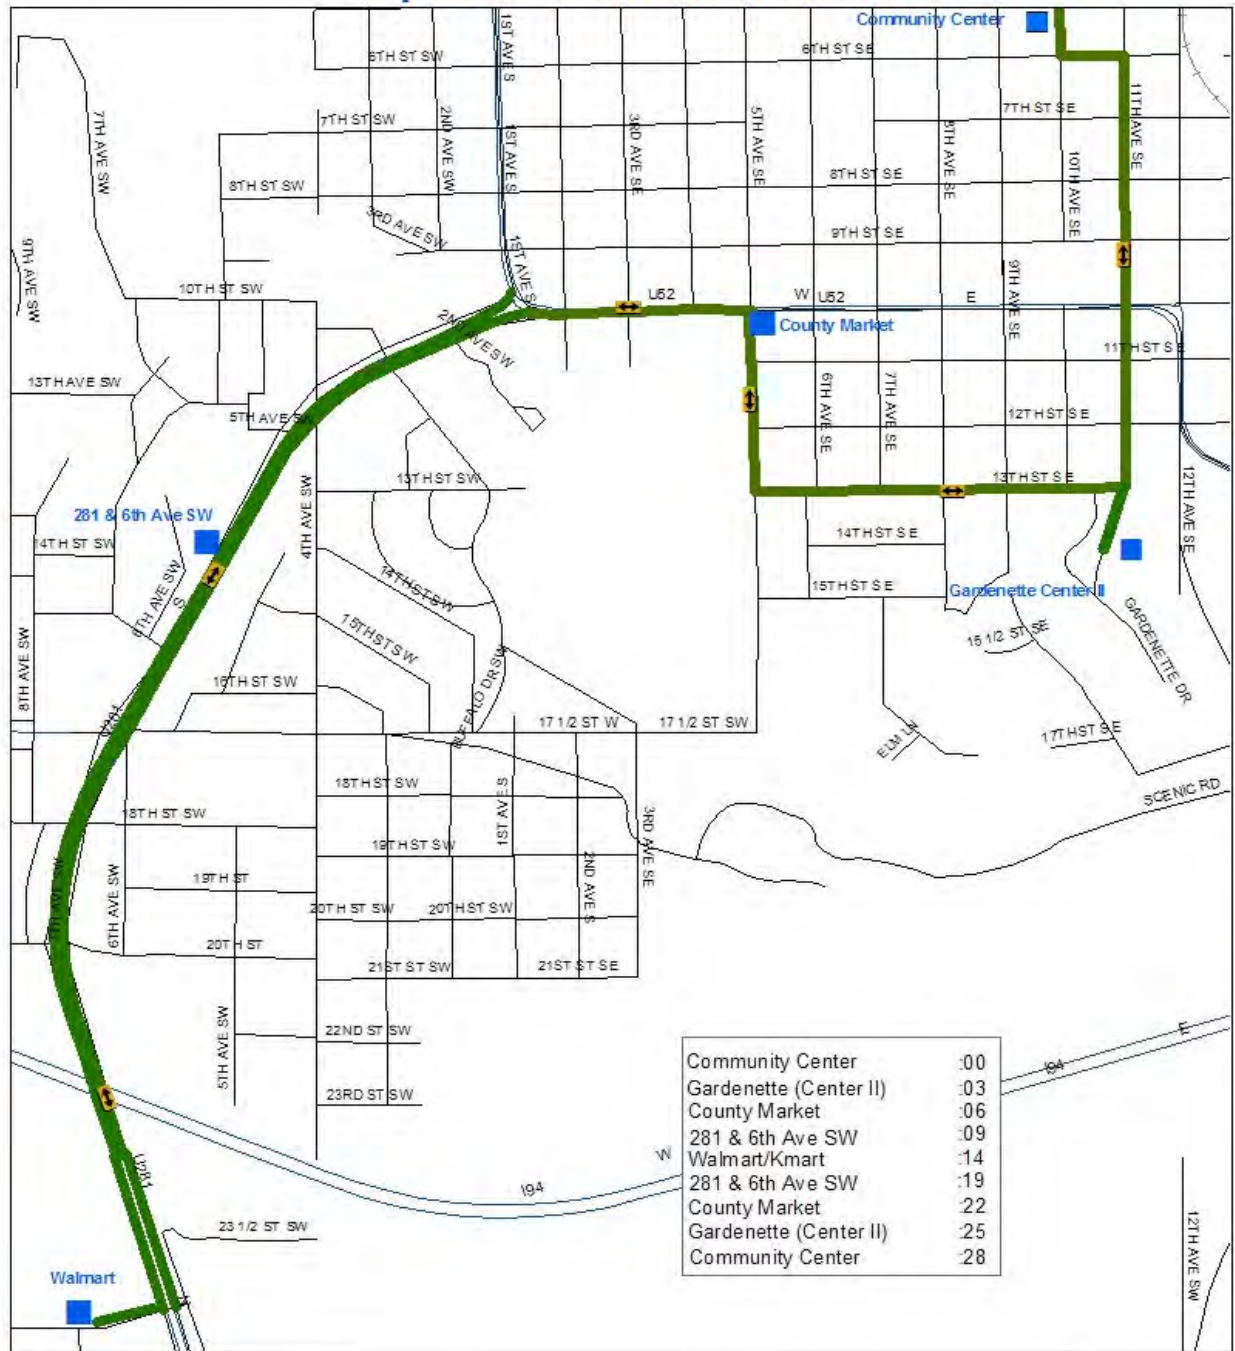 Community Center
1ST AVE S
6TH ST SW
6TH ST SE
7TH AVE SW
7TH ST SW
2ND AVE SW
1ST AVE S
3RD AVE SE
5TH AVE SE
8TH AVE SE
7TH ST SE
11TH AVE SE
10TH AVE SE
8TH ST SW
8TH ST SE
3RD AVE SW
9TH ST SE
9TH AVE SW
1ST AVE S
9TH AVE SE
10TH ST SW
U52
W
U52
E
County Market
2ND AVE SW
11TH ST SE
13TH AVE SW
5TH AVE SW
6TH AVE SE
7TH AVE SE
12TH ST SE
13TH ST SW
13TH ST SE
4TH AVE SW
12TH AVE SE
281 & 6th Ave SW
14TH ST SW
14TH ST SE
6TH AVE SW
S
14TH ST SW
15TH ST SE
Gardenette Center II
GARDENETTE DR
8TH AVE SW
15TH ST SW
15 1/2 ST SE
16TH ST SW
BUFFALO DR SW
U281
17 1/2 ST W
17 1/2 ST SW
ELM LN
17TH ST SE
18TH ST SW
1ST AVE S
SCENIC RD
18TH ST SW
3RD AVE SE
19TH ST SW
2ND AVE S
6TH AVE SW
19TH ST
20TH ST SW
20TH ST SW
20TH ST
21ST ST SW
21ST ST SE
5TH AVE SW
22ND ST SW
E
I94
23RD ST SW
Community Center :00
Gardenette (Center II) :03
County Market :06
281 & 6th Ave SW :09
Walmart/Kmart :14
281 & 6th Ave SW :19
County Market :22
Gardenette (Center II) :25
Community Center :28
W
U281
I94
23 1/2 ST SW
12TH AVE SW
Walmart
N